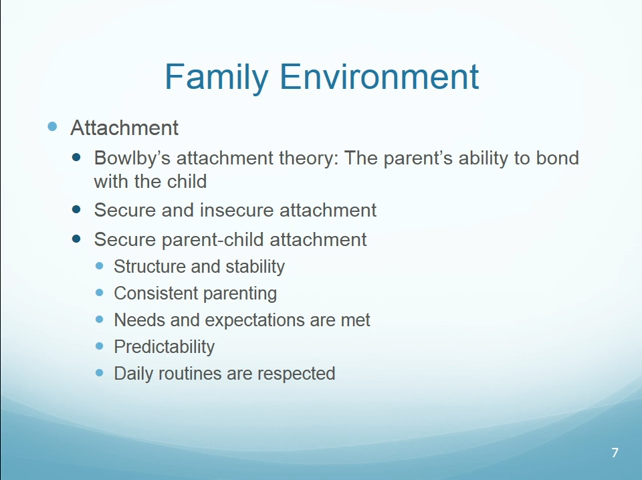 Family Environment
Attachment
Bowlby’s attachment theory: The parent’s ability to bond
with the child
Secure and insecure attachment
Secure parent-child attachment
Structure and stability
Consistent parenting
Needs and expectations are met
Predictability
Daily routines are respected
7